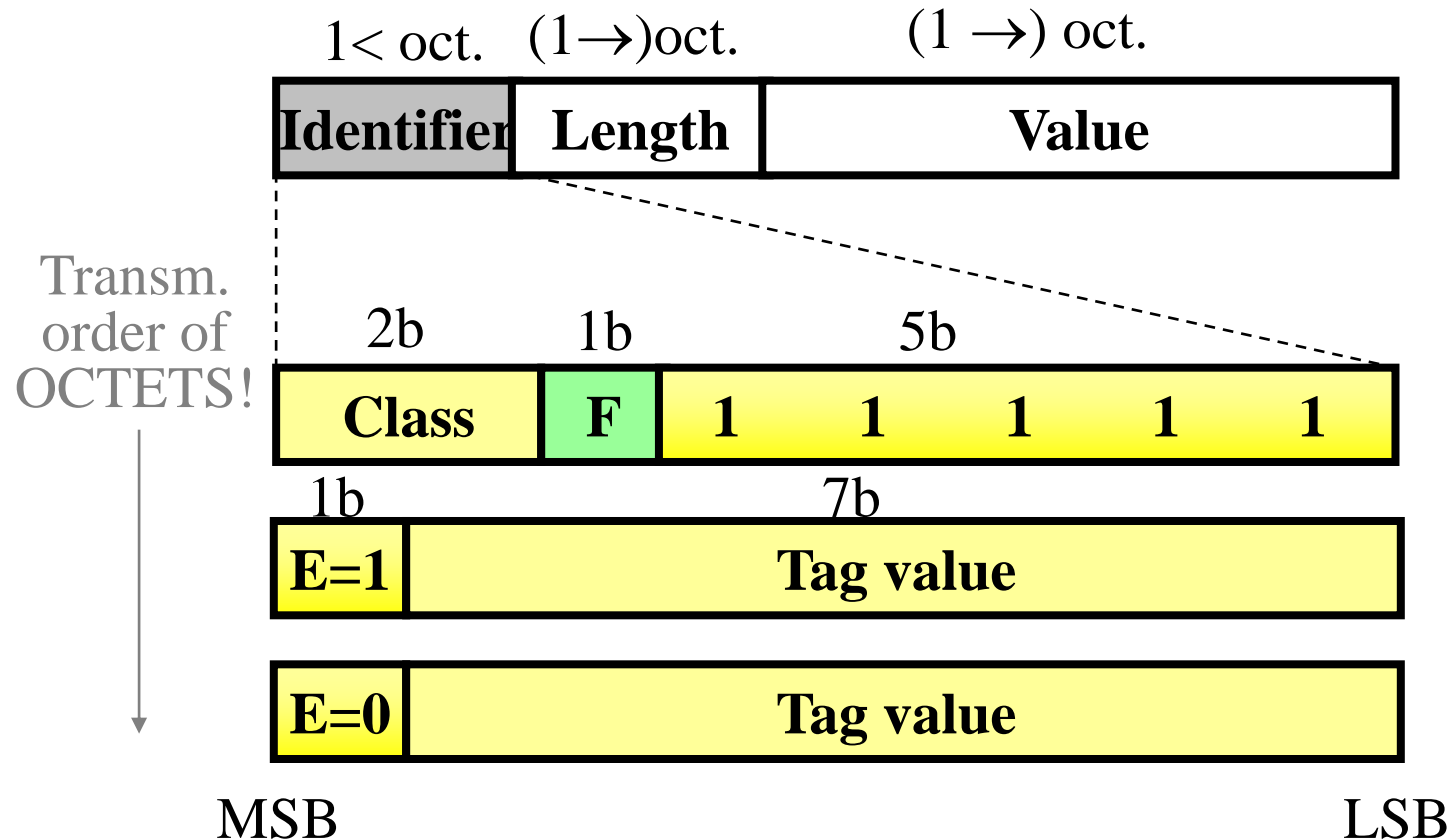 1< oct. (1→)oct. (1 →) oct.
Identifier Length Value
Transm.
order of
OCTETS!
2b 1b 5b
Class F 1 1 1 1 1
1b 7b
E=1 Tag value
E=0 Tag value
MSB LSB